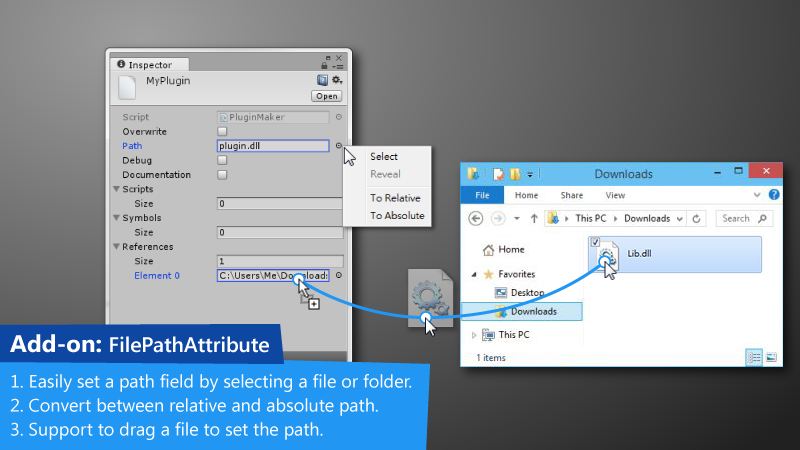 Inspector
MyPlugin
Open
Script
PluginMaker
Overwrite
Path
plugin.dll
Debug
Documentation
Scripts
Size
0
Symbols
Size
0
References
Size
1
Element 0
C:\Users\Me\Downloads
Select
Reveal
To Relative
To Absolute
Downloads
File Home Share View
This PC Downloads
Search
Home
Favorites
Desktop
Downloads
This PC
Lib.dll
1 items
Add-on: FilePathAttribute
1. Easily set a path field by selecting a file or folder.
2. Convert between relative and absolute path.
3. Support to drag a file to set the path.